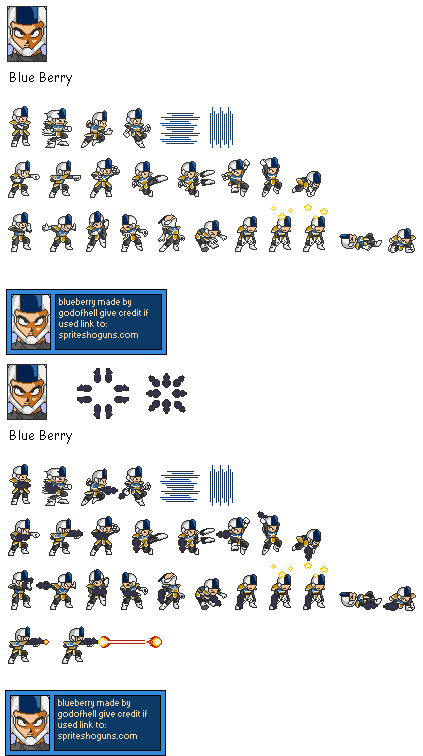 Blue Berry
blueberry made by
godofhell give credit if
used link to:
spriteshoguns.com
Blue Berry
blueberry made by
godofhell give credit if
used link to:
spriteshoguns.com